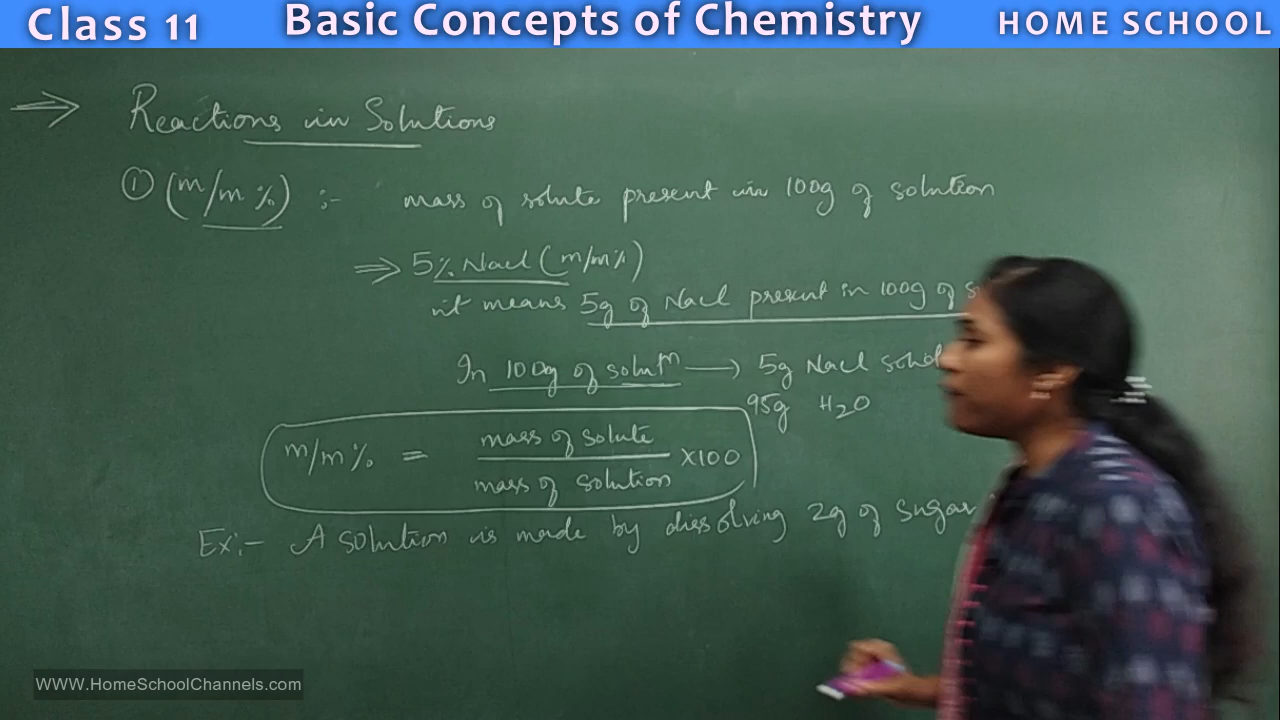 Class 11 Basic Concepts of Chemistry HOME SCHOOL
⇒ Reactions in Solutions
① (m/m %) :- mass of solute present in 100g of solution
⇒ 5% Nacl (m/m%)
it means 5g of Nacl present in 100g of
In 100g of solutn → 5g Nacl
95g H2O
m/m% = mass of solute / mass of solution ×100
Ex:- A solution is made by dissolving 2g of sugar
WWW.HomeSchoolChannels.com